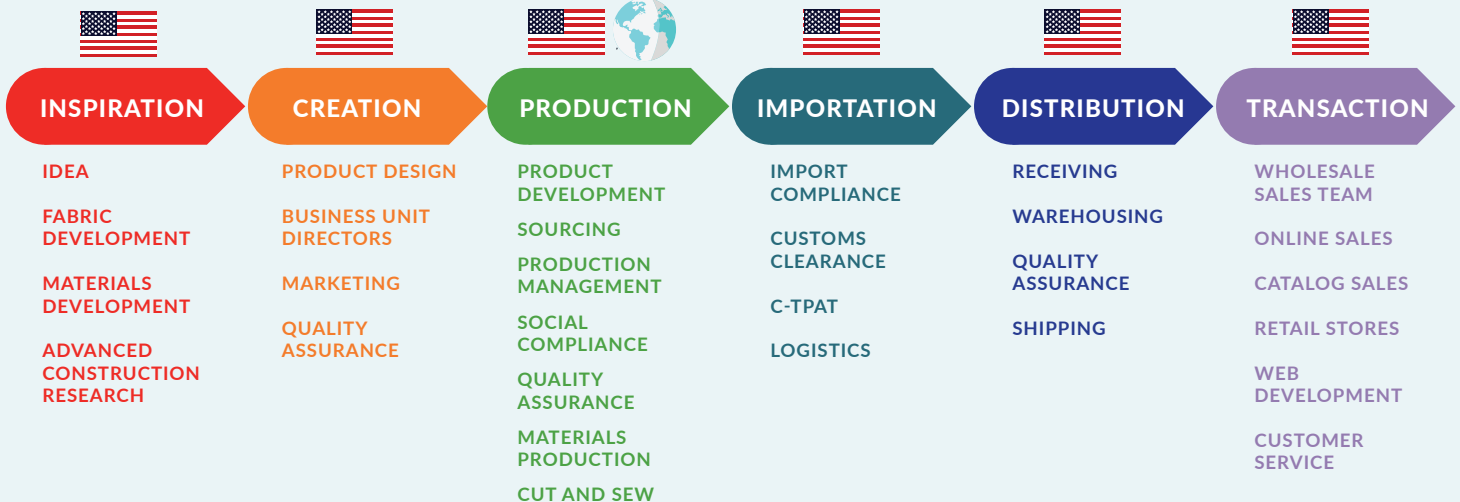 INSPIRATION
IDEA
FABRIC
DEVELOPMENT
MATERIALS
DEVELOPMENT
ADVANCED
CONSTRUCTION
RESEARCH
CREATION
PRODUCT DESIGN
BUSINESS UNIT
DIRECTORS
MARKETING
QUALITY
ASSURANCE
PRODUCTION
PRODUCT
DEVELOPMENT
SOURCING
PRODUCTION
MANAGEMENT
SOCIAL
COMPLIANCE
QUALITY
ASSURANCE
MATERIALS
PRODUCTION
CUT AND SEW
IMPORTATION
IMPORT
COMPLIANCE
CUSTOMS
CLEARANCE
C-TPAT
LOGISTICS
DISTRIBUTION
RECEIVING
WAREHOUSING
QUALITY
ASSURANCE
SHIPPING
TRANSACTION
WHOLESALE
SALES TEAM
ONLINE SALES
CATALOG SALES
RETAIL STORES
WEB
DEVELOPMENT
CUSTOMER
SERVICE